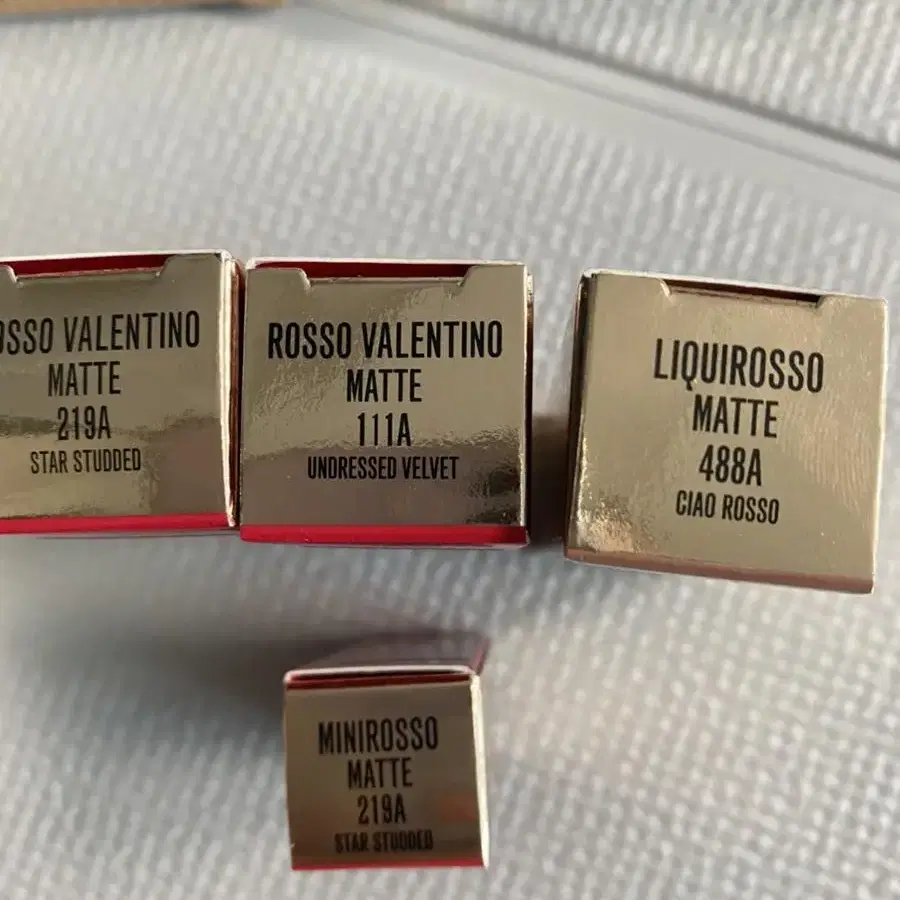 OSSO VALENTINO
MATTE
219A
STAR STUDDED
ROSSO VALENTINO
MATTE
111A
UNDRESSED VELVET
LIQUIROSSO
MATTE
488A
CIAO ROSSO
MINIROSSO
MATTE
219A
STAR STUDDED